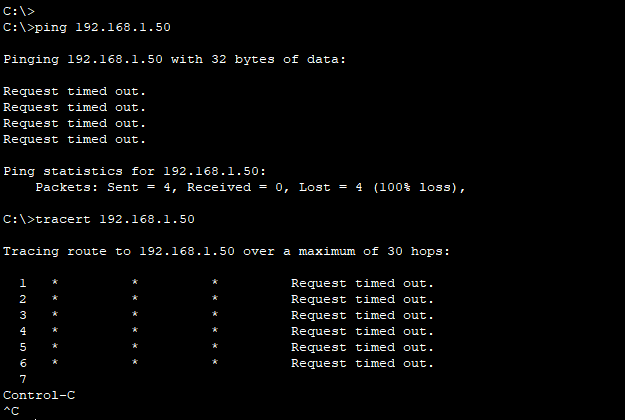 C:\>
C:\>ping 192.168.1.50
Pinging 192.168.1.50 with 32 bytes of data:
Request timed out.
Request timed out.
Request timed out.
Request timed out.
Ping statistics for 192.168.1.50:
    Packets: Sent = 4, Received = 0, Lost = 4 (100% loss),
C:\>tracert 192.168.1.50
Tracing route to 192.168.1.50 over a maximum of 30 hops:
  1   *         *         *         Request timed out.
  2   *         *         *         Request timed out.
  3   *         *         *         Request timed out.
  4   *         *         *         Request timed out.
  5   *         *         *         Request timed out.
  6   *         *         *         Request timed out.
  7
Control-C
^C